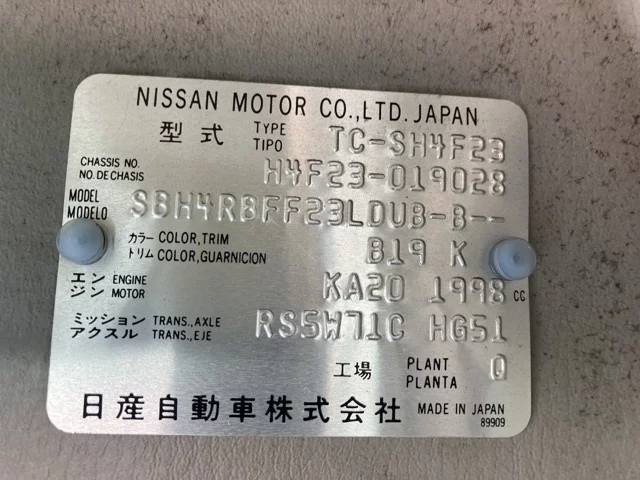 NISSAN MOTOR CO.,LTD. JAPAN
型式 TYPE TIPO TC-SH4F23
CHASSIS NO. NO. DE CHASIS H4F23-019028
MODEL MODELO SBH4RBFF23LDUB-B--
カラー COLOR,TRIM トリム COLOR,GUARNICION B19 K
エンジン ENGINE MOTOR KA20 1998 CC
ミッション TRANS.,AXLE アクスル TRANS.,EJE RS5W71C HG51
工場 PLANT PLANTA 0
日産自動車株式会社 MADE IN JAPAN
89909